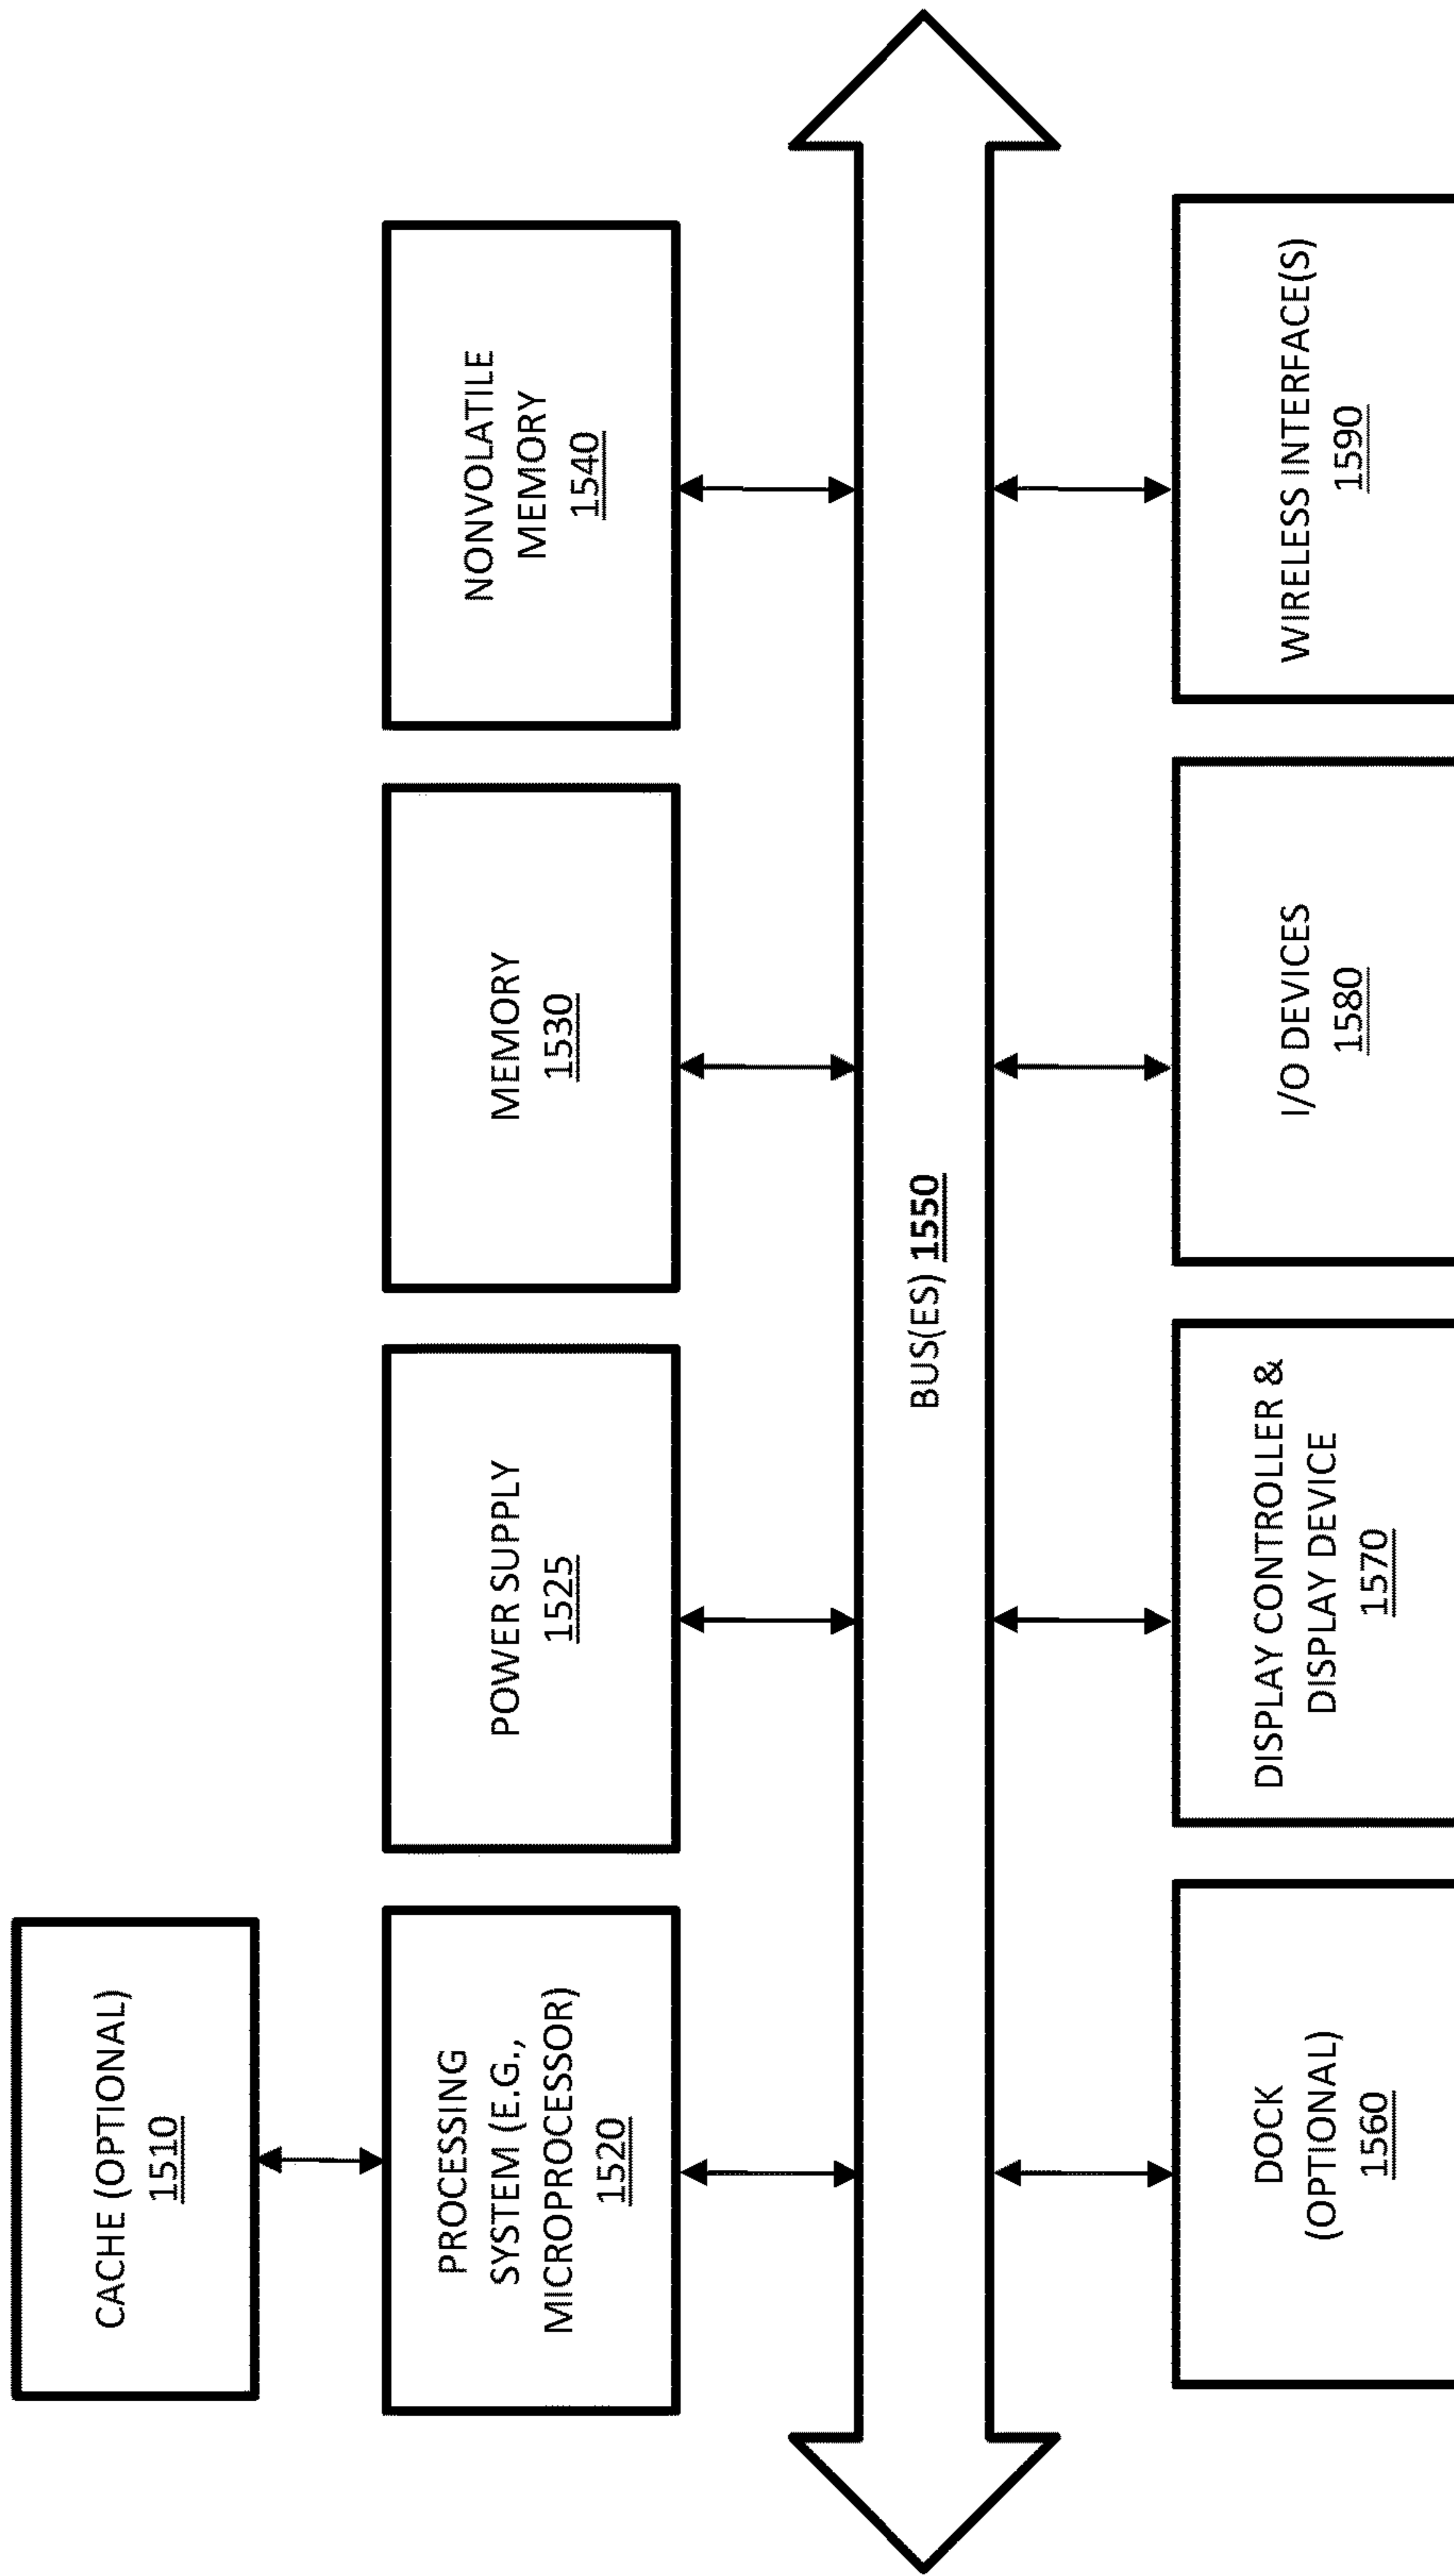 CACHE (OPTIONAL)
1510
PROCESSING
SYSTEM (E.G.,
MICROPROCESSOR)
1520
POWER SUPPLY
1525
MEMORY
1530
NONVOLATILE
MEMORY
1540
BUS(ES) 1550
DOCK
(OPTIONAL)
1560
DISPLAY CONTROLLER &
DISPLAY DEVICE
1570
I/O DEVICES
1580
WIRELESS INTERFACE(S)
1590